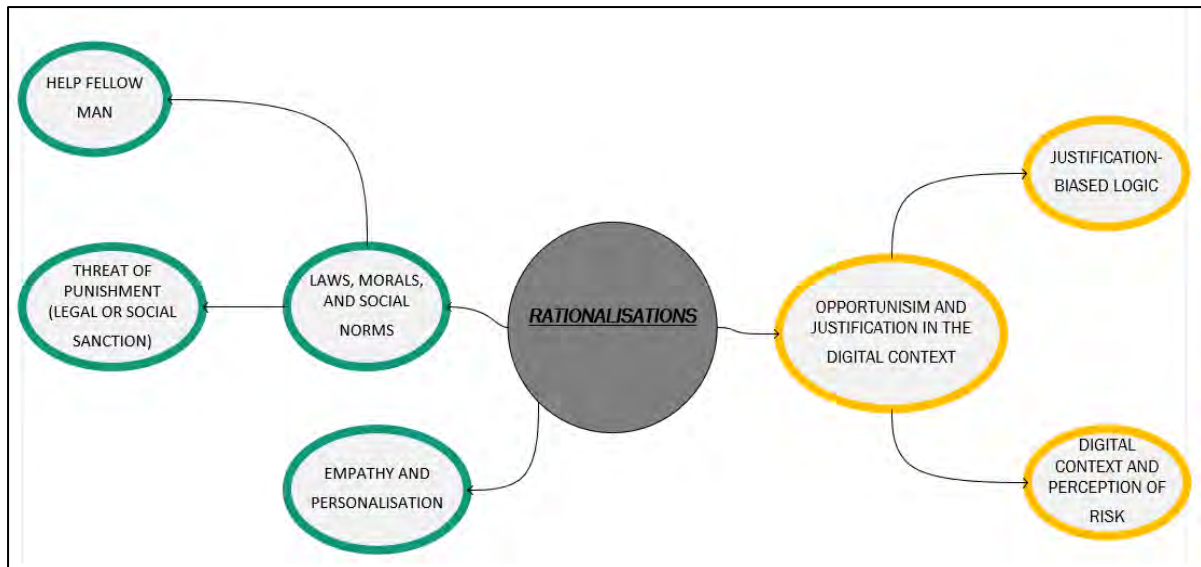 HELP FELLOW
MAN
THREAT OF
PUNISHMENT
(LEGAL OR SOCIAL
SANCTION)
LAWS, MORALS,
AND SOCIAL
NORMS
EMPATHY AND
PERSONALISATION
RATIONALISATIONS
OPPORTUNISIM AND
JUSTIFICATION IN THE
DIGITAL CONTEXT
JUSTIFICATION-
BIASED LOGIC
DIGITAL
CONTEXT AND
PERCEPTION OF
RISK